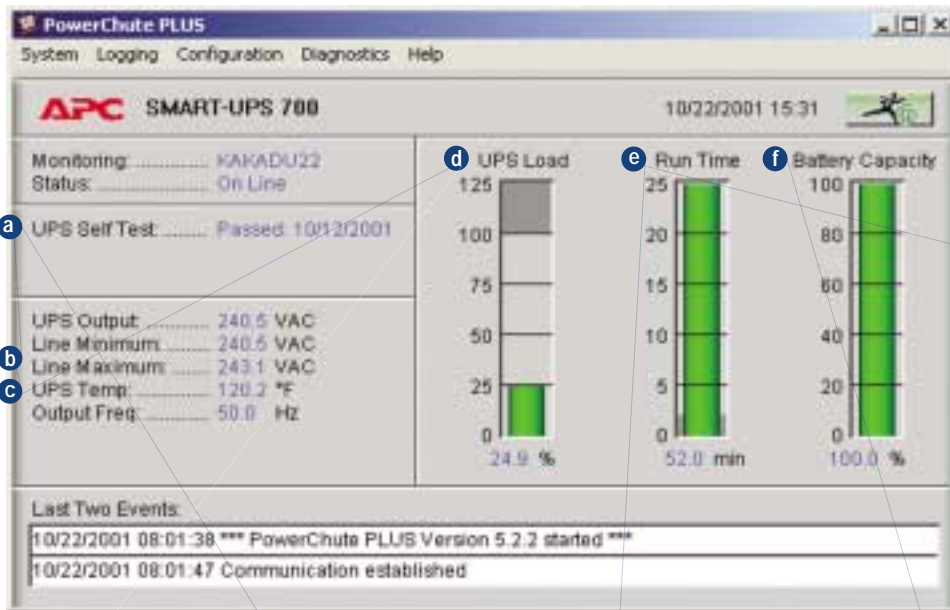 PowerChute PLUS
System Logging Configuration Diagnostics Help
APC SMART-UPS 700 10/22/2001 15:31
Monitoring: ............ KAKADU22
Status: .................. On Line
a
UPS Self Test: ........ Passed: 10/12/2001
UPS Output: ........... 240.5 VAC
Line Minimum: ........ 240.5 VAC
b
Line Maximum: ....... 243.1 VAC
c
UPS Temp: ............. 120.2 °F
Output Freq: ........... 50.0 Hz
d UPS Load
125
100
75
50
25
0
24.9 %
e Run Time
25
20
15
10
5
0
52.0 min
f Battery Capacity
100
80
60
40
20
0
100.0 %
Last Two Events:
10/22/2001 08:01:38 *** PowerChute PLUS Version 5.2.2 started ***
10/22/2001 08:01:47 Communication established